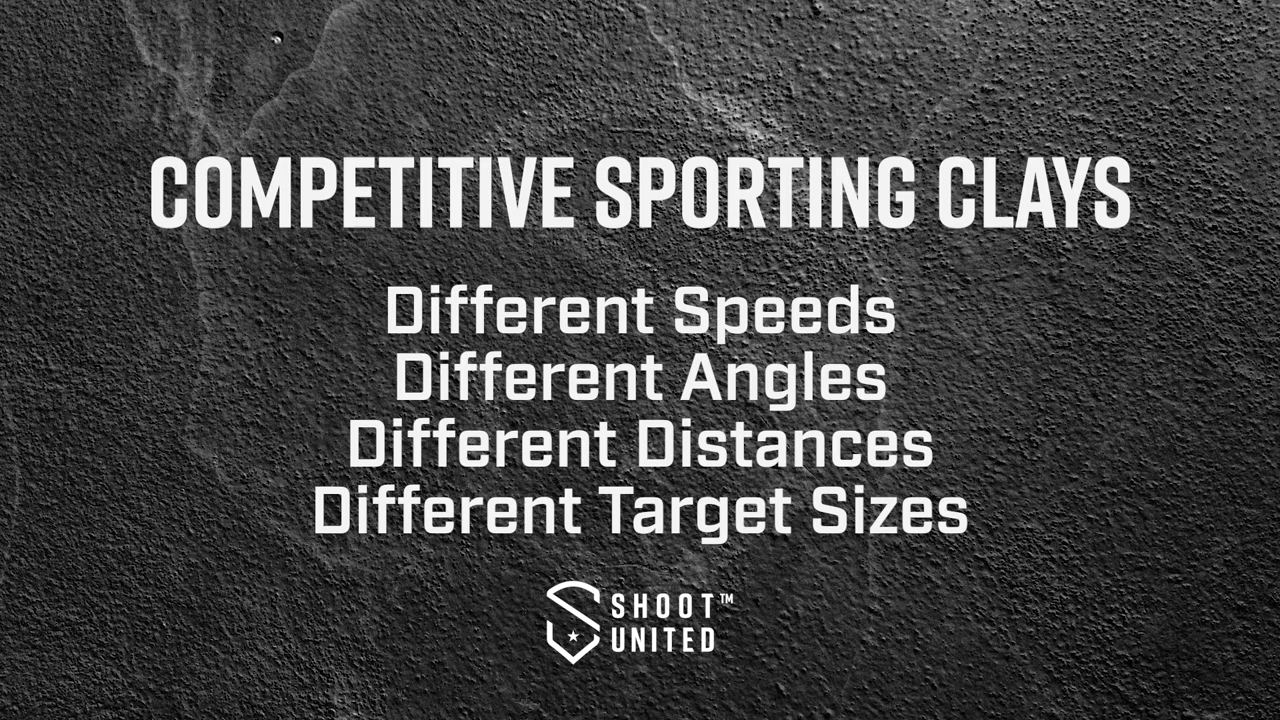 COMPETITIVE SPORTING CLAYS
Different Speeds
Different Angles
Different Distances
Different Target Sizes
SHOOT™
UNITED